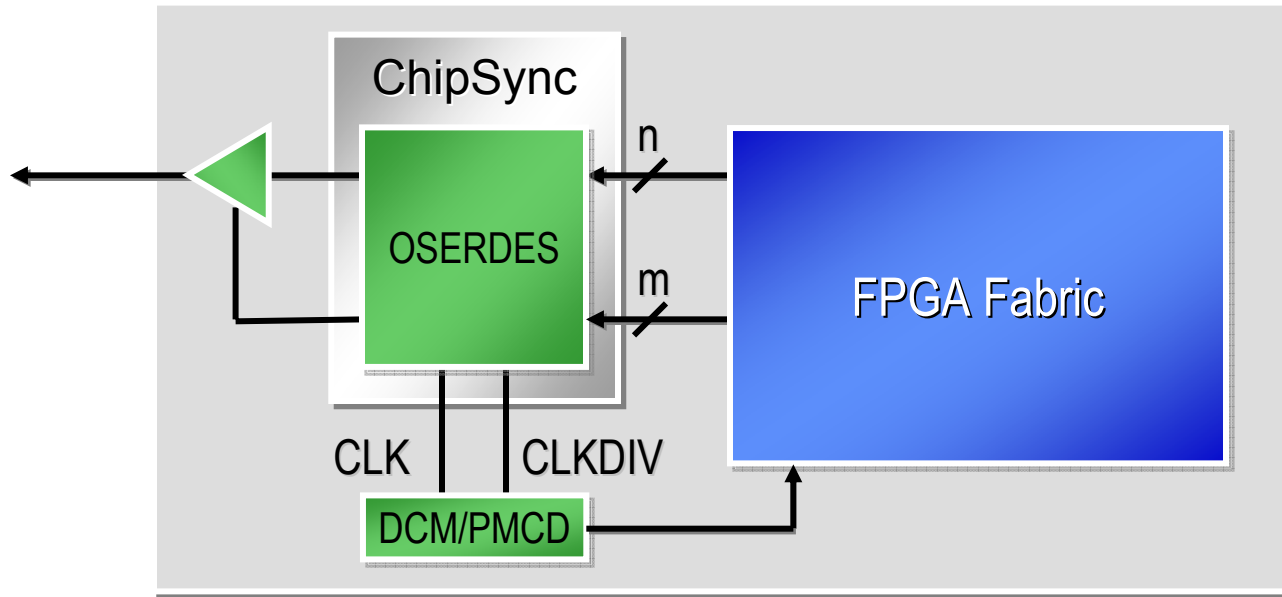 ChipSync
n
OSERDES
m
FPGA Fabric
CLK
CLKDIV
DCM/PMCD